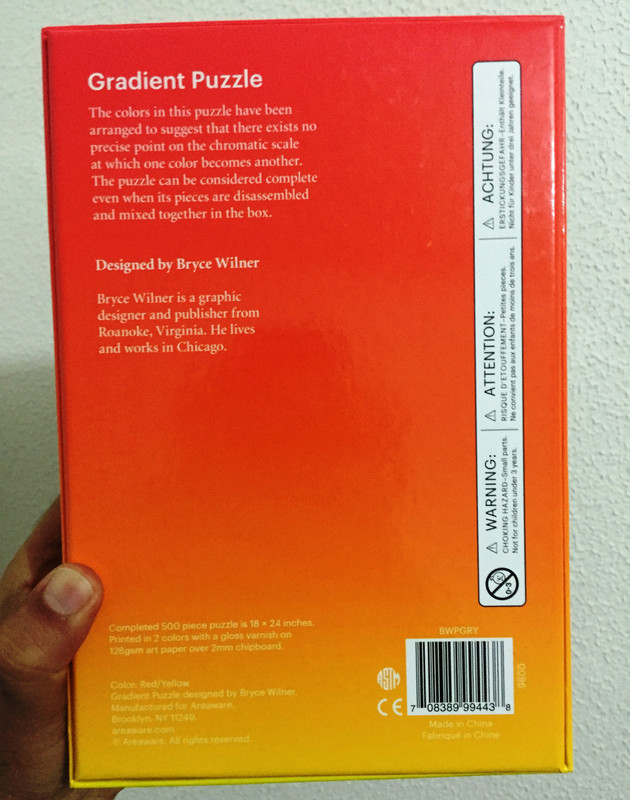 Gradient Puzzle
The colors in this puzzle have been
arranged to suggest that there exists no
precise point on the chromatic scale
at which one color becomes another.
The puzzle can be considered complete
even when its pieces are disassembled
and mixed together in the box.
Designed by Bryce Wilner
Bryce Wilner is a graphic
designer and publisher from
Roanoke, Virginia. He lives
and works in Chicago.
Completed 500 piece puzzle is 18 × 24 inches.
Printed in 2 colors with a gloss varnish on
128gsm art paper over 2mm chipboard.
Color: Red/Yellow
Gradient Puzzle designed by Bryce Wilner.
Manufactured for Areaware.
Brooklyn, NY 11249.
areaware.com
℗ Areaware. All rights reserved.
⚠ WARNING:
CHOKING HAZARD-Small parts.
Not for children under 3 years.
⚠ ATTENTION:
RISQUE D'ETOUFFEMENT-Petites pieces.
Ne convient pas aux enfants de moins de trois ans.
⚠ ACHTUNG:
ERSTICKUNGSGEFAHR-Enthält Kleinteile.
Nicht für Kinder unter drei Jahren geeignet.
0-3
BWPGRY
ASTM
CE
7 08389 99443 8
0096
Made in China
Fabriqué in Chine